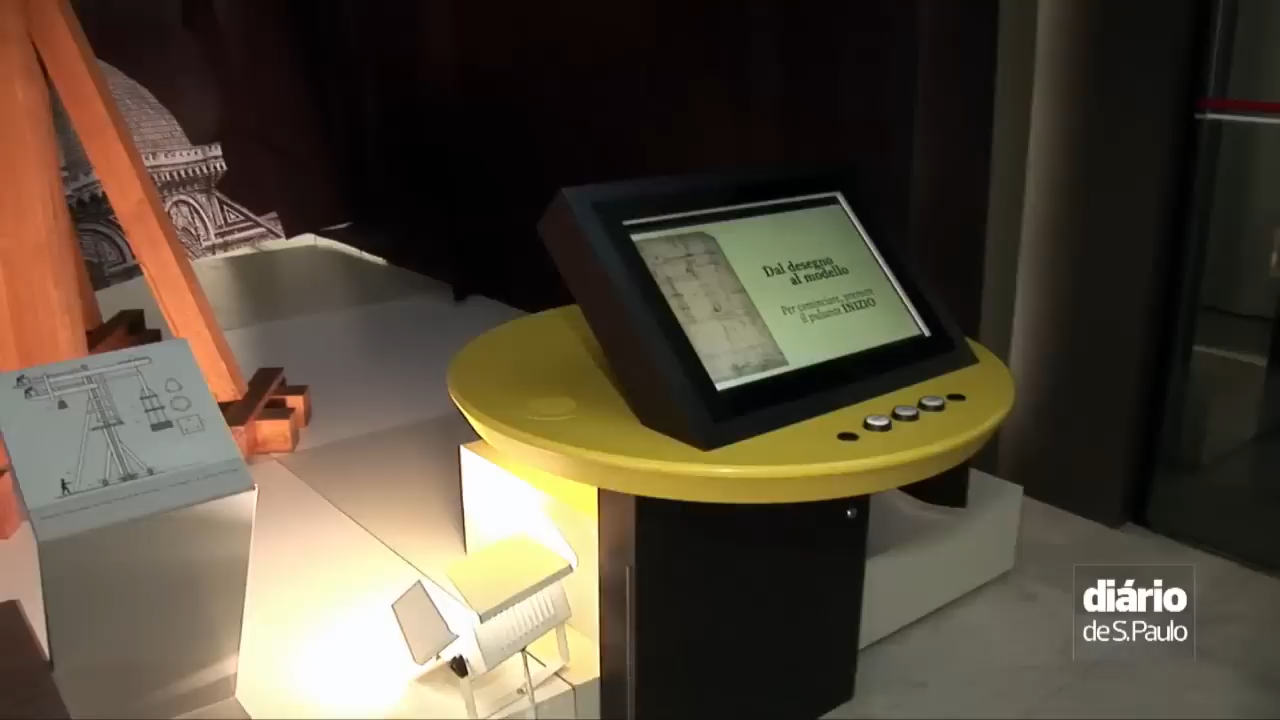 Dal desegno
al modello
Per cominciare, premere
il pulsante INIZIO
diário
de S.Paulo